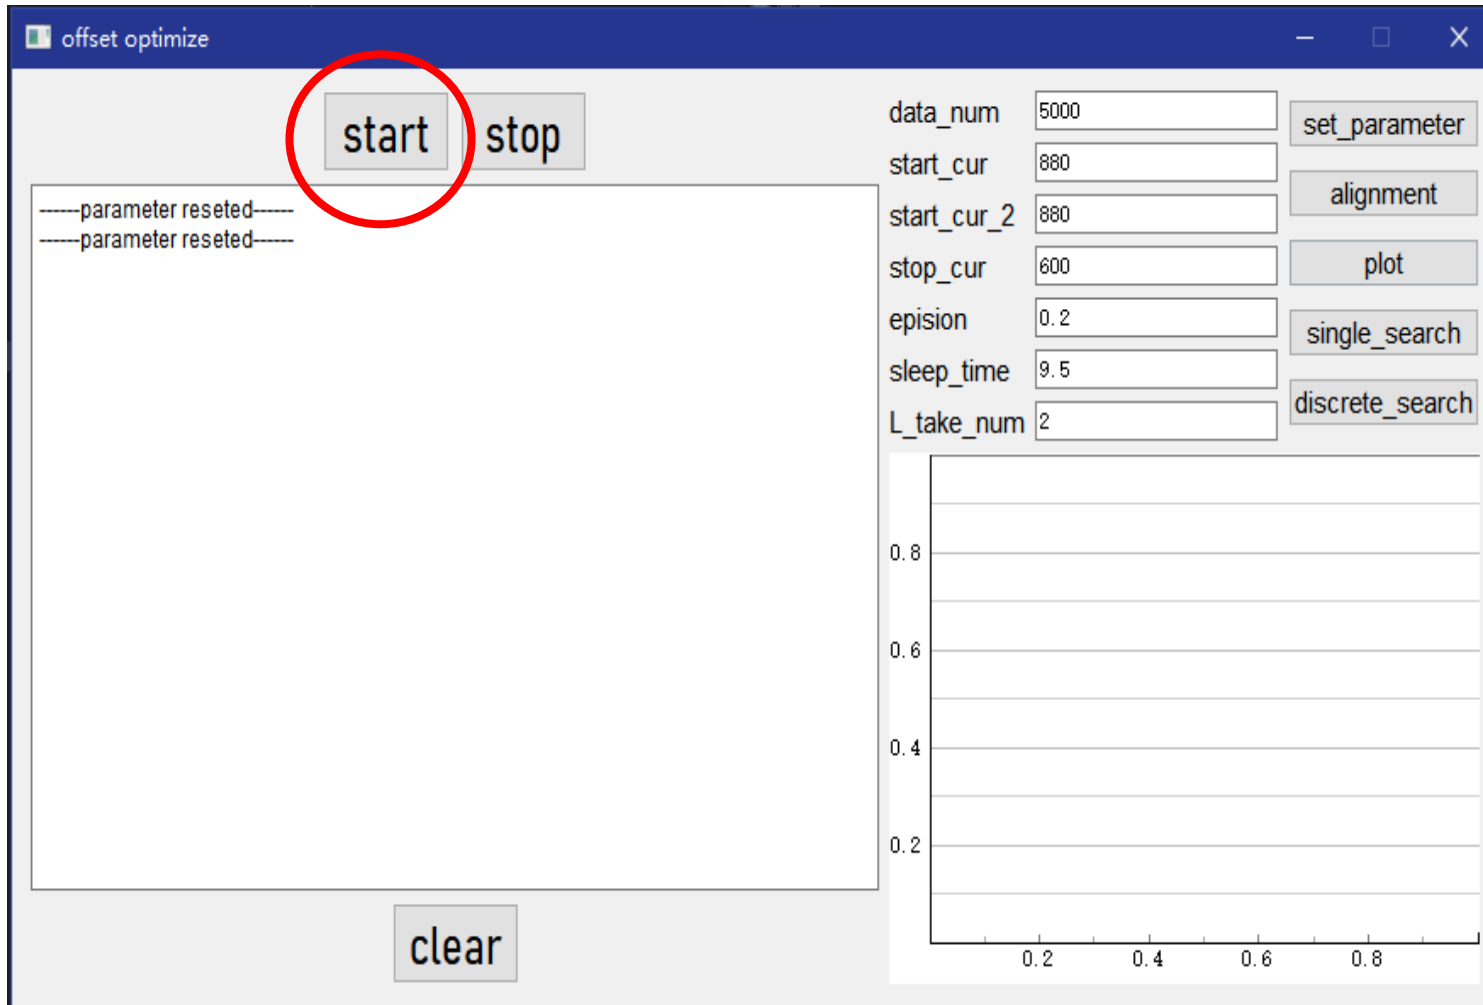 offset optimize
start stop
------parameter reseted------
------parameter reseted------
clear
data_num 5000
start_cur 880
start_cur_2 880
stop_cur 600
epision 0.2
sleep_time 9.5
L_take_num 2
set_parameter
alignment
plot
single_search
discrete_search
0.8
0.6
0.4
0.2
0.2 0.4 0.6 0.8